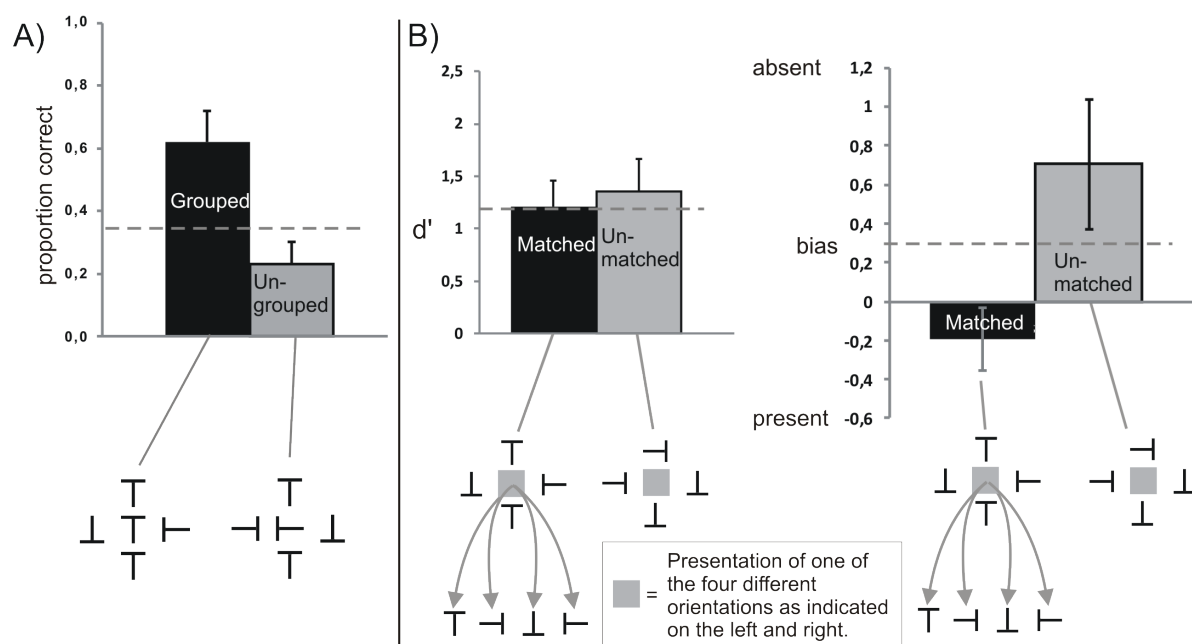 A)
1,0
0,8
0,6
0,4
0,2
0,0
proportion correct
Grouped
Un-
grouped
B)
2,5
2
1,5
1
0,5
0
d'
Matched
Un-
matched
absent
1,2
1
0,8
0,6
0,4
0,2
0
-0,2
-0,4
-0,6
bias
present
Matched
Un-
matched
= Presentation of one of
the four different
orientations as indicated
on the left and right.